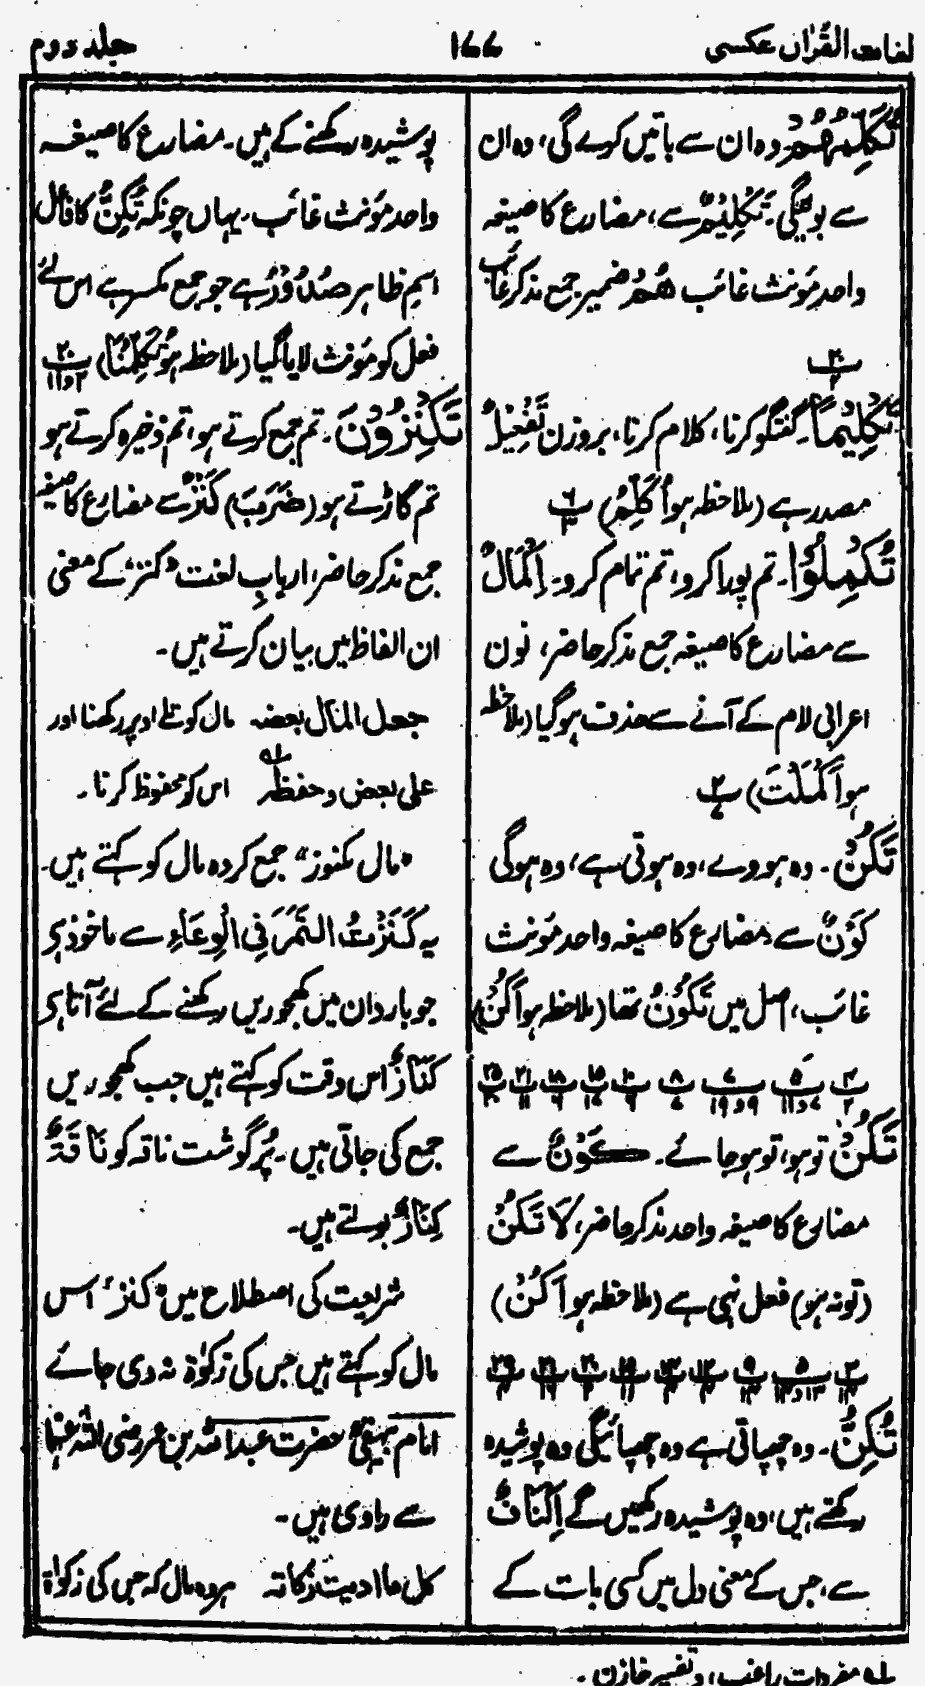 لغات القرآن عکسی
۱۷۷
جلد دوم
تُکَلِّمُهُمْ۔ وہ ان سے باتیں کرے گی، وہ ان
سے بولیگی۔ تَکْلِیْمٌ سے، مضارع کا صیغہ
واحد مؤنث غائب ھُمْ ضمیر جمع مذکر غائب
پ۲۰
۲
تَکْلِیْمًا۔ گفتگو کرنا، کلام کرنا، بروزن تَفْعِیْلٌ
مصدر ہے (ملاحظہ ہو اُکَلِّمُ) پ۶
تُکْمِلُوْا۔ تم پورا کرو، تم تمام کرو۔ اِکْمَالٌ
سے مضارع کا صیغہ جمع مذکر حاضر، نون
اعرابی لام کے آنے سے حذف ہوگیا (ملاحظہ
ہو اَکْمَلْتُ) پ۲
تَکُنْ۔ وہ ہووے، وہ ہوتی ہے، وہ ہوگی
کَوْنٌ سے مضارع کا صیغہ واحد مؤنث
غائب، اصل میں تَکُوْنُ تھا (ملاحظہ ہو اَکُنْ)
تَکُنْ تو ہو، تو ہو جائے۔ کَوْنٌ سے
مضارع کا صیغہ واحد مذکر حاضر، لَا تَکُنْ
(تو نہ ہو) فعل نہی ہے (ملاحظہ ہو اَکُنْ)
تُکِنُّ۔ وہ چھپاتی ہے وہ چھپائیگی وہ پوشیدہ
رکھتے ہیں، وہ پوشیدہ رکھیں گے اِکْنَانٌ
سے، جس کے معنی دل میں کسی بات کے
پوشیدہ رکھنے کے ہیں۔ مضارع کا صیغہ
واحد مؤنث غائب۔ یہاں چونکہ تُکِنُّ کا فاعل
اسم ظاہر صُدُوْرُ ہے جو جمع مکسر ہے اس لئے
فعل کو مؤنث لایا گیا (ملاحظہ ہو تُکَلِّمُنَا) پ۲۰
۲ و ۱۱
تَکْنِزُوْنَ۔ تم جمع کرتے ہو، تم ذخیرہ کرتے ہو
تم گاڑتے ہو (ضَرَبَ) کَنْزٌ سے مضارع کا صیغہ
جمع مذکر حاضر، اربابِ لغت "کنز" کے معنی
ان الفاظ میں بیان کرتے ہیں۔
جعل المال بعضہ مال کو تلے اوپر رکھنا اور
علی بعض وحفظہ لہ اس کو محفوظ کرنا۔
"مال مکنوز" جمع کردہ مال کو کہتے ہیں۔
یہ کَنَزْتُ التَّمَرَ فِی الْوِعَاءِ سے ماخوذ ہے
جو باردان میں کھجوریں رکھنے کے لئے آتا ہے
کَنَّازٌ اس وقت کو کہتے ہیں جب کھجوریں
جمع کی جاتی ہیں۔ پُر گوشت ناقہ کو نَاقَةٌ
کِنَازٌ بولتے ہیں۔
شریعت کی اصطلاح میں "کنز" اس
مال کو کہتے ہیں جس کی زکوٰۃ نہ دی جائے
امام بیہقیؒ حضرت عبداللہ بن عمر رضی اللہ عنہما
سے راوی ہیں۔
کل ما ادیت زکاتہ ہر وہ مال کہ جس کی زکوٰۃ
لہ مفردات راغب، و تفسیر خازن۔